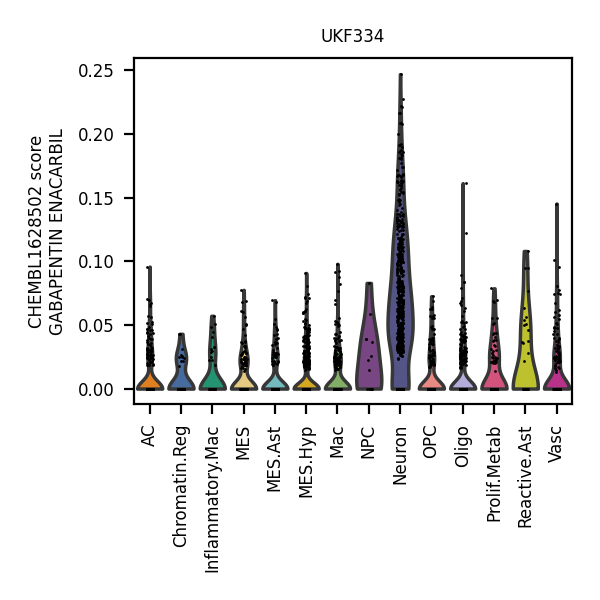 UKF334
CHEMBL1628502 score
GABAPENTIN ENACARBIL
0.25
0.20
0.15
0.10
0.05
0.00
AC
Chromatin.Reg
Inflammatory.Mac
MES
MES.Ast
MES.Hyp
Mac
NPC
Neuron
OPC
Oligo
Prolif.Metab
Reactive.Ast
Vasc